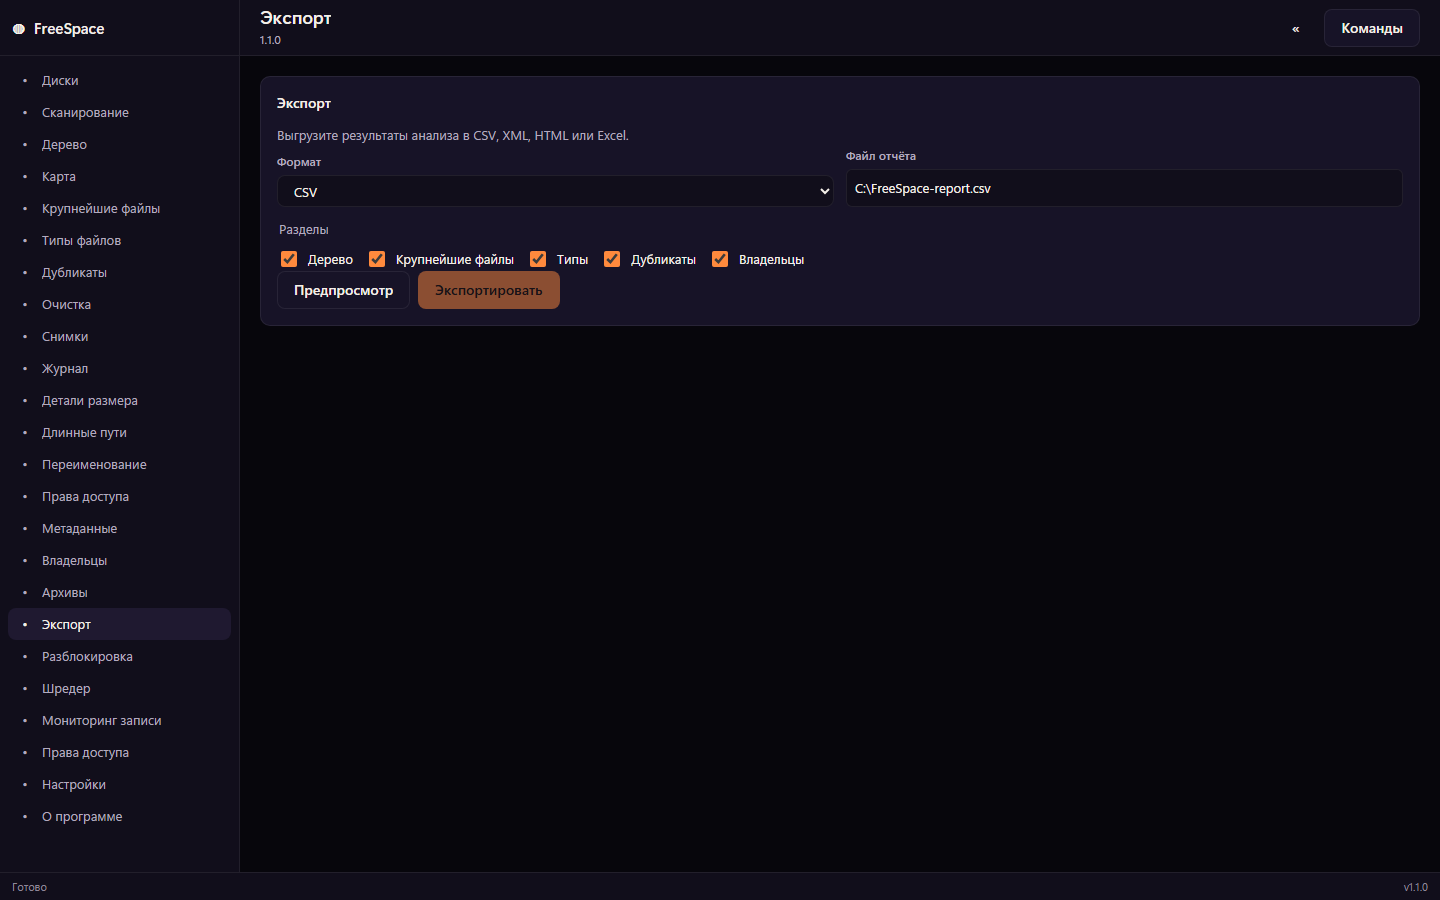 FreeSpace
Экспорт
1.1.0
«
Команды
Диски
Сканирование
Дерево
Карта
Крупнейшие файлы
Типы файлов
Дубликаты
Очистка
Снимки
Журнал
Детали размера
Длинные пути
Переименование
Права доступа
Метаданные
Владельцы
Архивы
Экспорт
Разблокировка
Шредер
Мониторинг записи
Права доступа
Настройки
О программе
Экспорт
Выгрузите результаты анализа в CSV, XML, HTML или Excel.
Формат
CSV
Файл отчёта
C:\FreeSpace-report.csv
Разделы
Дерево Крупнейшие файлы Типы Дубликаты Владельцы
Предпросмотр Экспортировать
Готово
v1.1.0